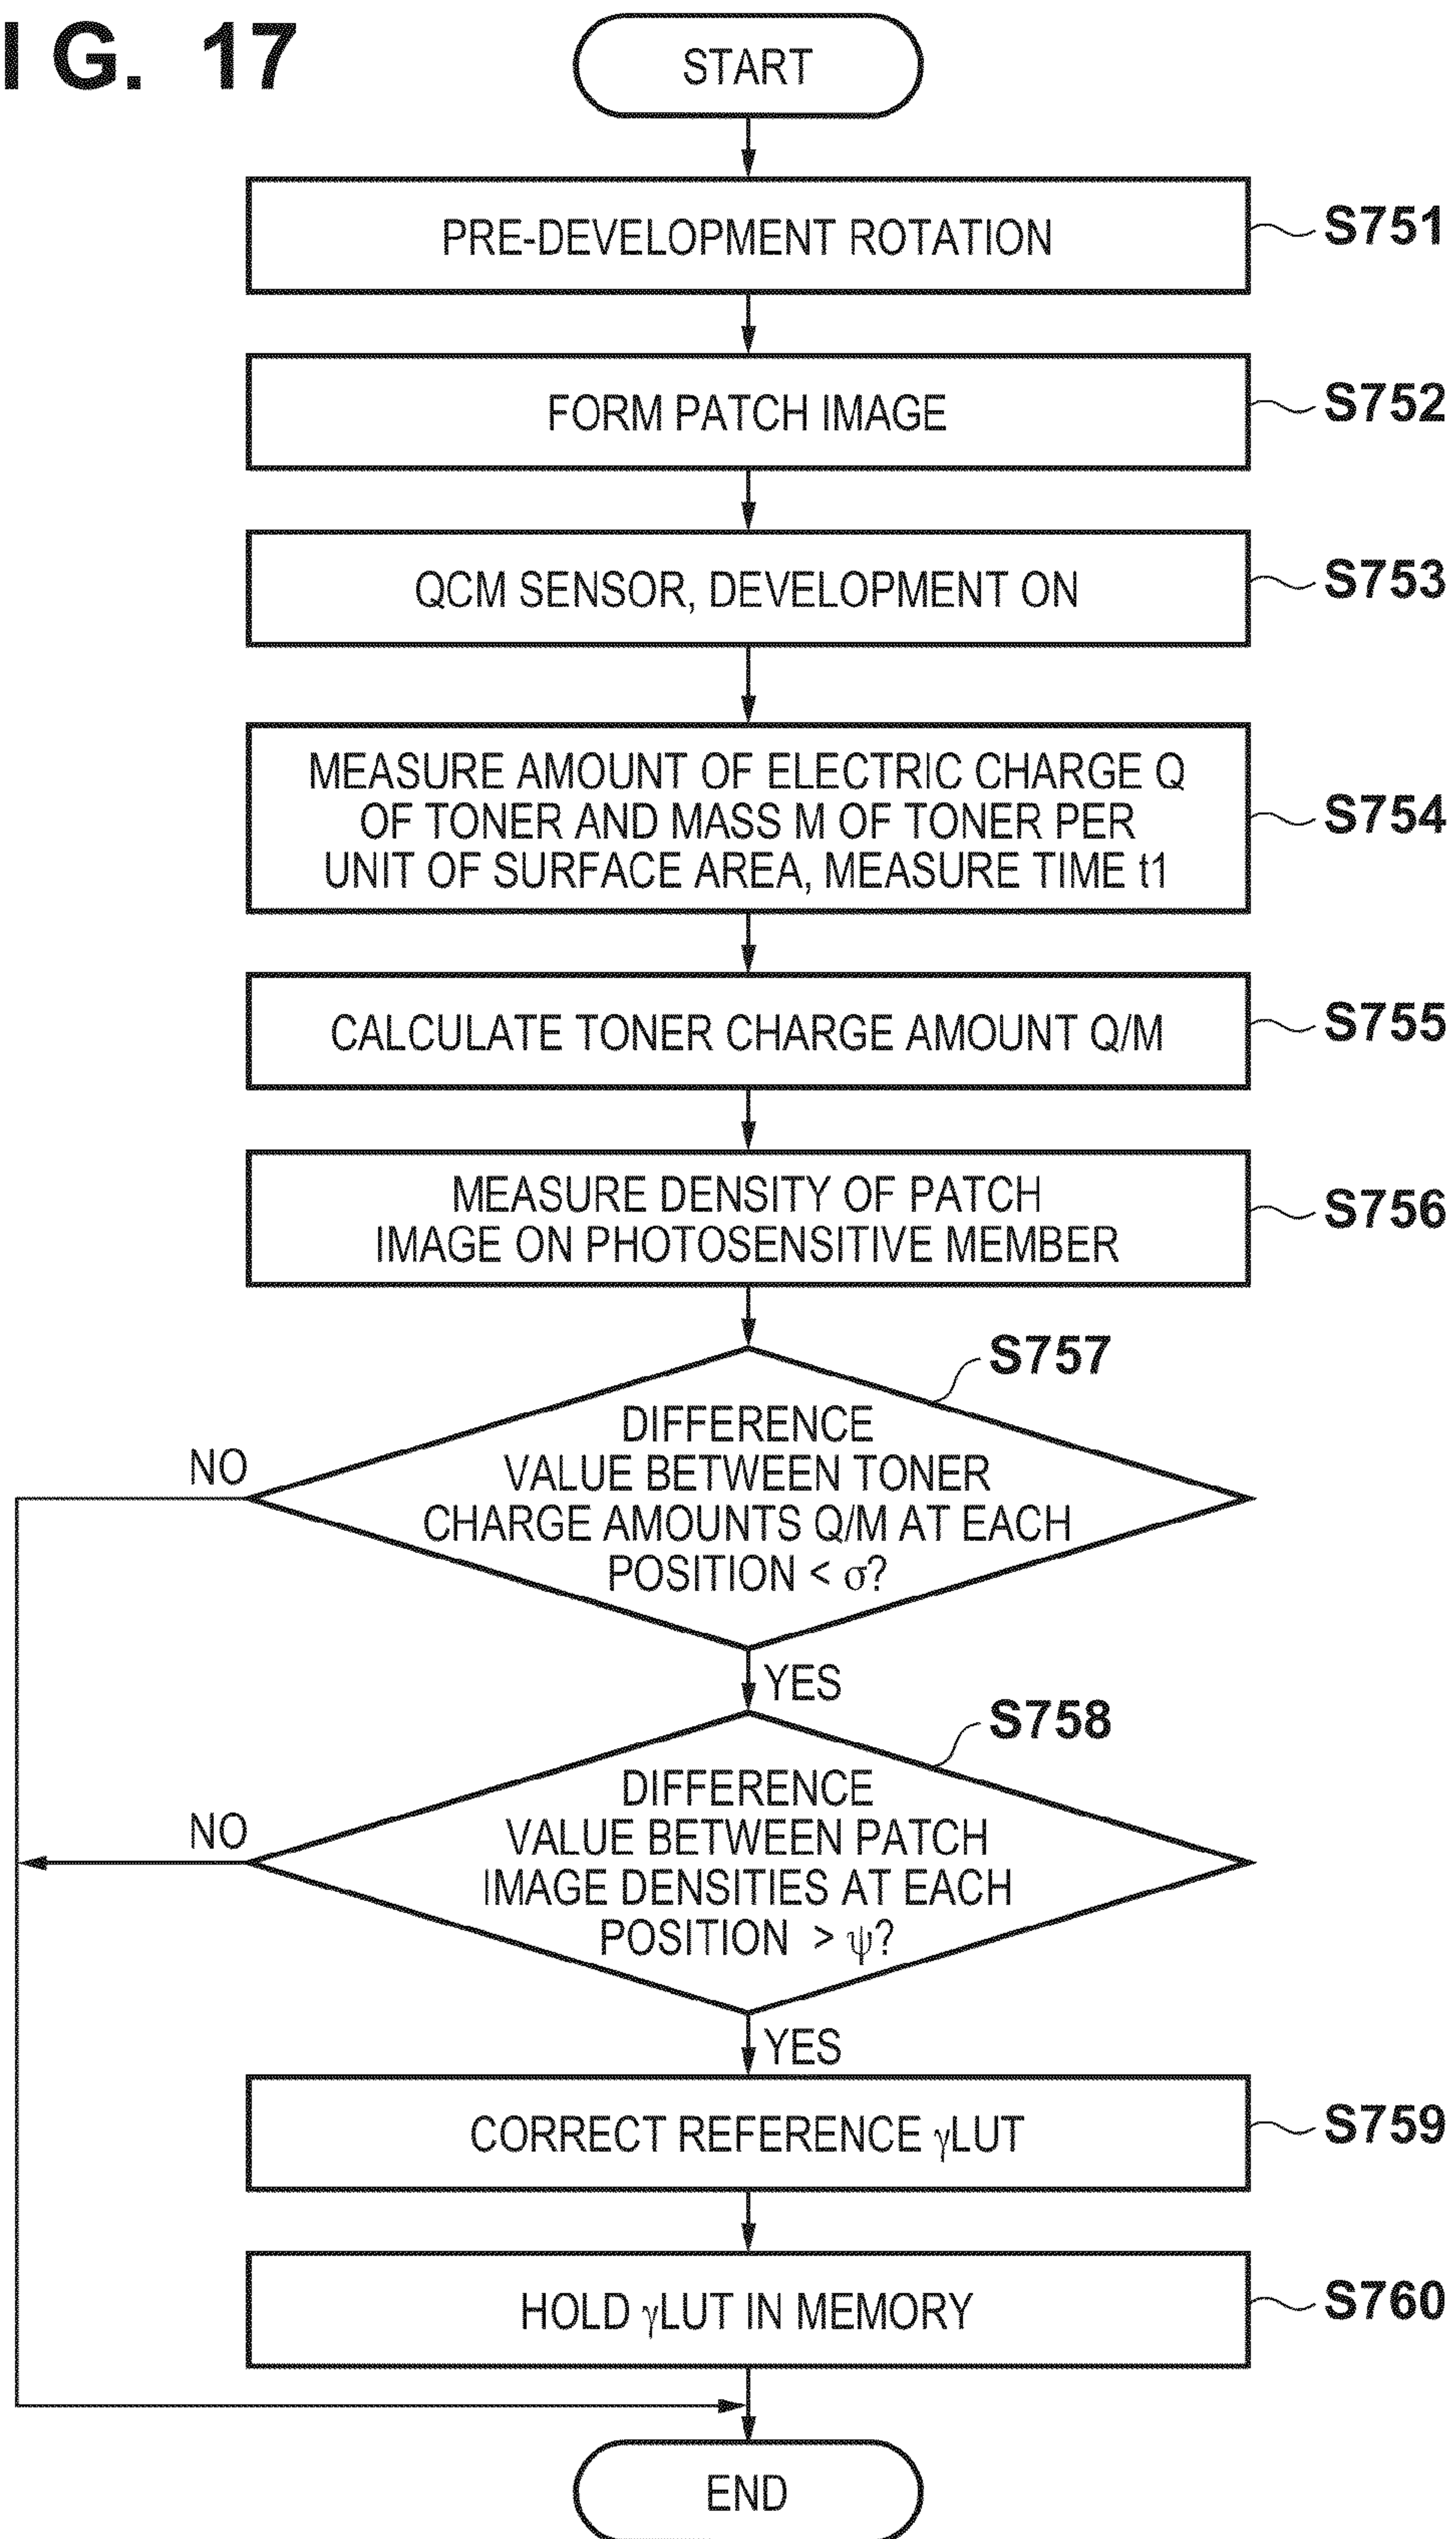 I G. 17
START
PRE-DEVELOPMENT ROTATION
S751
FORM PATCH IMAGE
S752
QCM SENSOR, DEVELOPMENT ON
S753
MEASURE AMOUNT OF ELECTRIC CHARGE Q
OF TONER AND MASS M OF TONER PER
UNIT OF SURFACE AREA, MEASURE TIME t1
S754
CALCULATE TONER CHARGE AMOUNT Q/M
S755
MEASURE DENSITY OF PATCH
IMAGE ON PHOTOSENSITIVE MEMBER
S756
S757
DIFFERENCE
VALUE BETWEEN TONER
CHARGE AMOUNTS Q/M AT EACH
POSITION < σ?
NO
YES
S758
DIFFERENCE
VALUE BETWEEN PATCH
IMAGE DENSITIES AT EACH
POSITION > ψ?
NO
YES
CORRECT REFERENCE γLUT
S759
HOLD γLUT IN MEMORY
S760
END